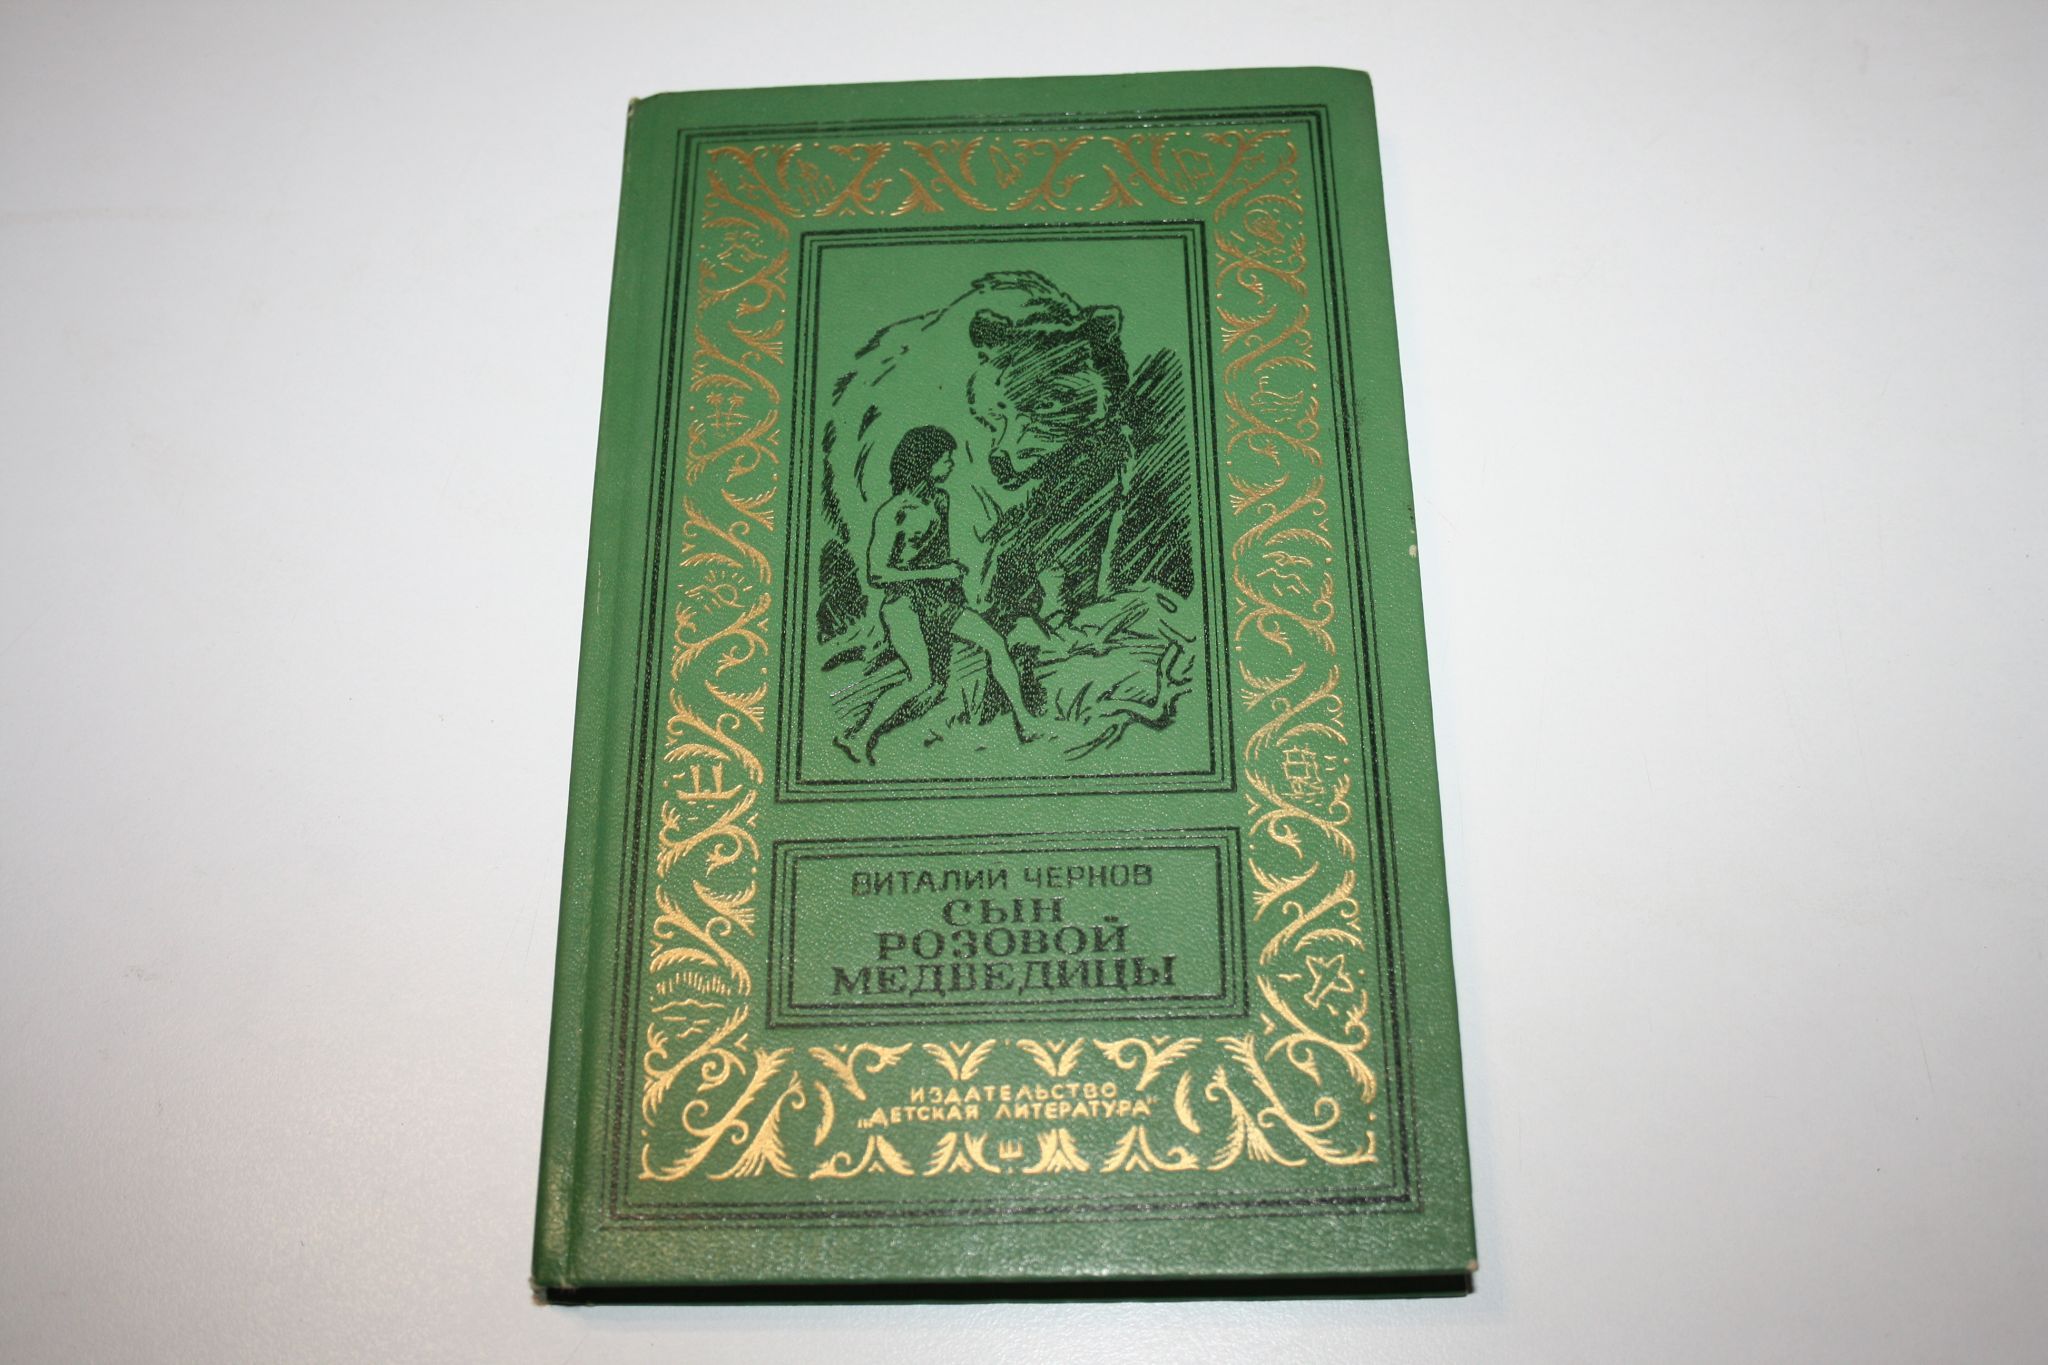 ВИТАЛИЙ ЧЕРНОВ
СЫН
РОЗОВОЙ
МЕДВЕДИЦЫ
ИЗДАТЕЛЬСТВО
„ДЕТСКАЯ ЛИТЕРАТУРА"